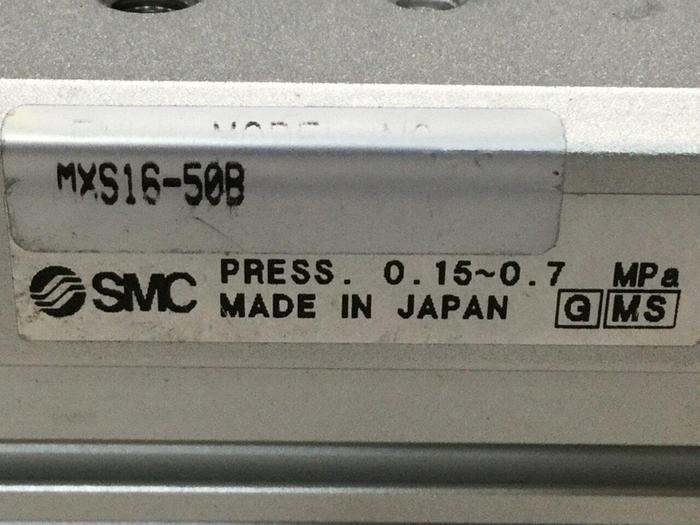 MXS16-50B
SMC
PRESS. 0.15~0.7 MPa
MADE IN JAPAN G MS